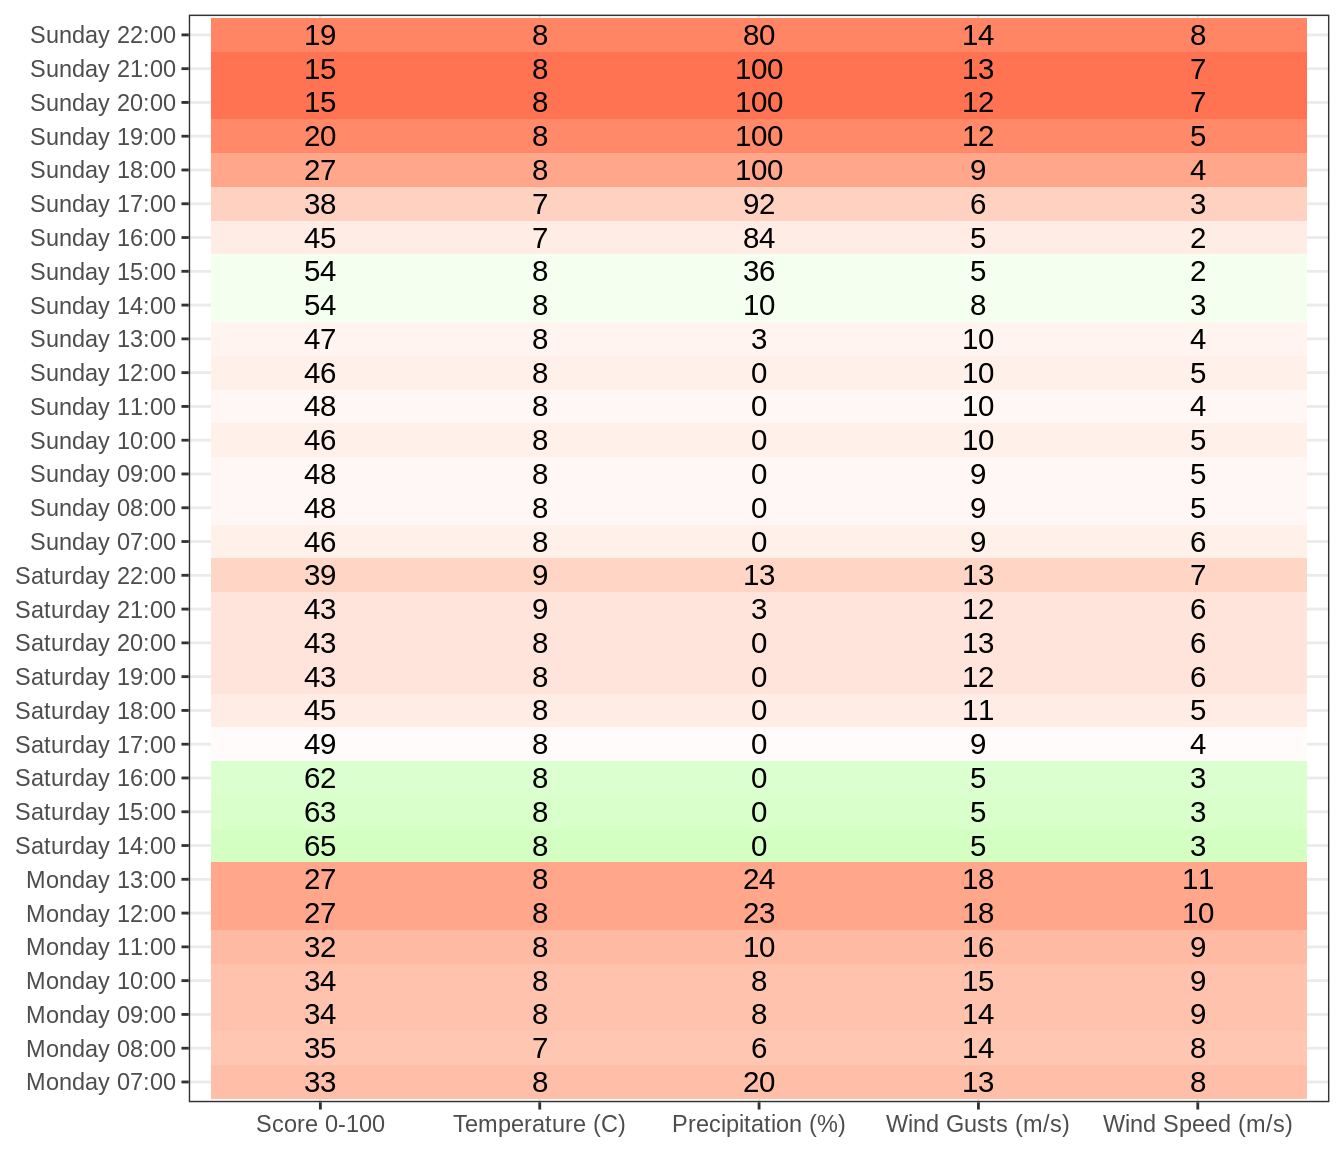 Sunday 22:00 19 8 80 14 8
Sunday 21:00 15 8 100 13 7
Sunday 20:00 15 8 100 12 7
Sunday 19:00 20 8 100 12 5
Sunday 18:00 27 8 100 9 4
Sunday 17:00 38 7 92 6 3
Sunday 16:00 45 7 84 5 2
Sunday 15:00 54 8 36 5 2
Sunday 14:00 54 8 10 8 3
Sunday 13:00 47 8 3 10 4
Sunday 12:00 46 8 0 10 5
Sunday 11:00 48 8 0 10 4
Sunday 10:00 46 8 0 10 5
Sunday 09:00 48 8 0 9 5
Sunday 08:00 48 8 0 9 5
Sunday 07:00 46 8 0 9 6
Saturday 22:00 39 9 13 13 7
Saturday 21:00 43 9 3 12 6
Saturday 20:00 43 8 0 13 6
Saturday 19:00 43 8 0 12 6
Saturday 18:00 45 8 0 11 5
Saturday 17:00 49 8 0 9 4
Saturday 16:00 62 8 0 5 3
Saturday 15:00 63 8 0 5 3
Saturday 14:00 65 8 0 5 3
Monday 13:00 27 8 24 18 11
Monday 12:00 27 8 23 18 10
Monday 11:00 32 8 10 16 9
Monday 10:00 34 8 8 15 9
Monday 09:00 34 8 8 14 9
Monday 08:00 35 7 6 14 8
Monday 07:00 33 8 20 13 8
Score 0-100 Temperature (C) Precipitation (%) Wind Gusts (m/s) Wind Speed (m/s)